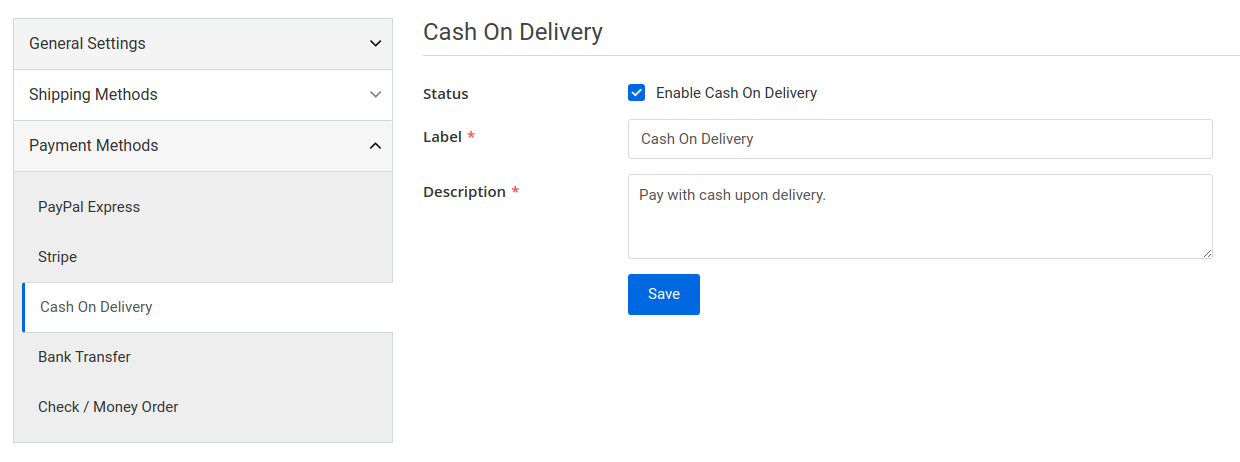 General Settings
Shipping Methods
Payment Methods
PayPal Express
Stripe
Cash On Delivery
Bank Transfer
Check / Money Order
Cash On Delivery
Status
Enable Cash On Delivery
Label *
Cash On Delivery
Description *
Pay with cash upon delivery.
Save